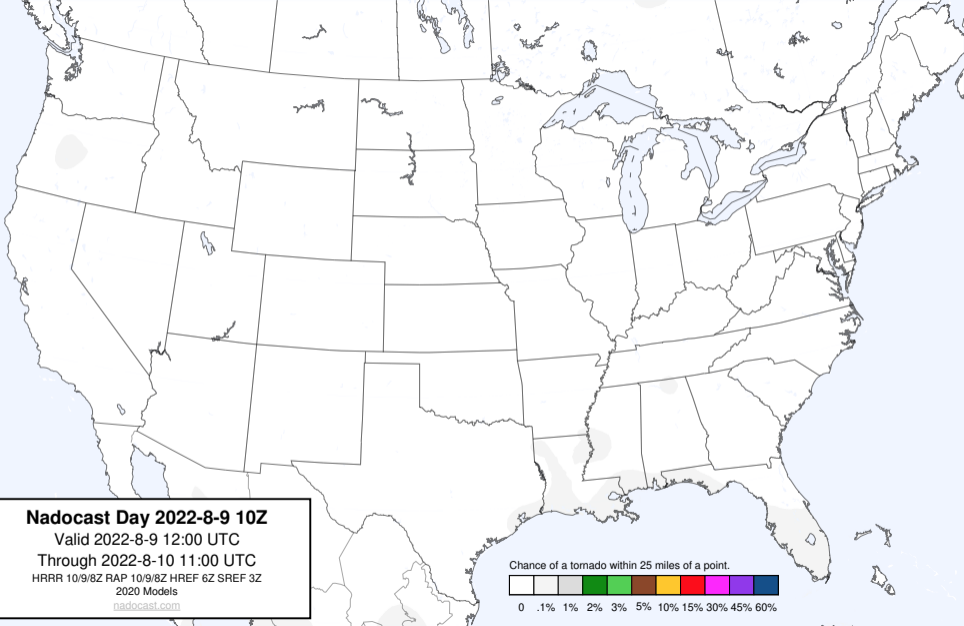 Nadocast Day 2022-8-9 10Z
Valid 2022-8-9 12:00 UTC
Through 2022-8-10 11:00 UTC
HRRR 10/9/8Z RAP 10/9/8Z HREF 6Z SREF 3Z
2020 Models
nadocast.com
Chance of a tornado within 25 miles of a point.
0 .1% 1% 2% 3% 5% 10% 15% 30% 45% 60%